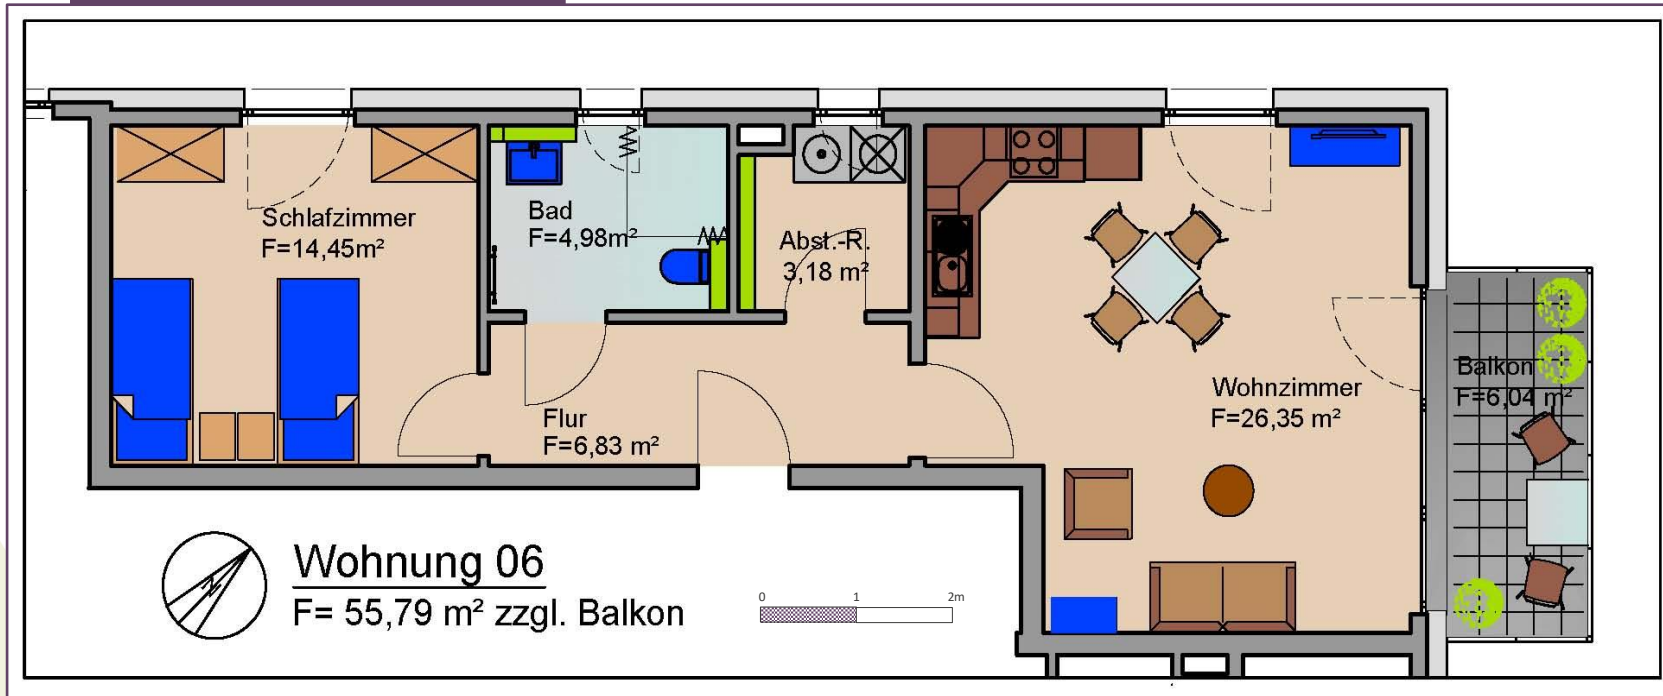 Schlafzimmer
F=14,45m²
Bad
F=4,98m²
Abst.-R.
3,18 m²
Flur
F=6,83 m²
Wohnzimmer
F=26,35 m²
Balkon
F=6,04 m²
N
Wohnung 06
F= 55,79 m² zzgl. Balkon
0 1 2m